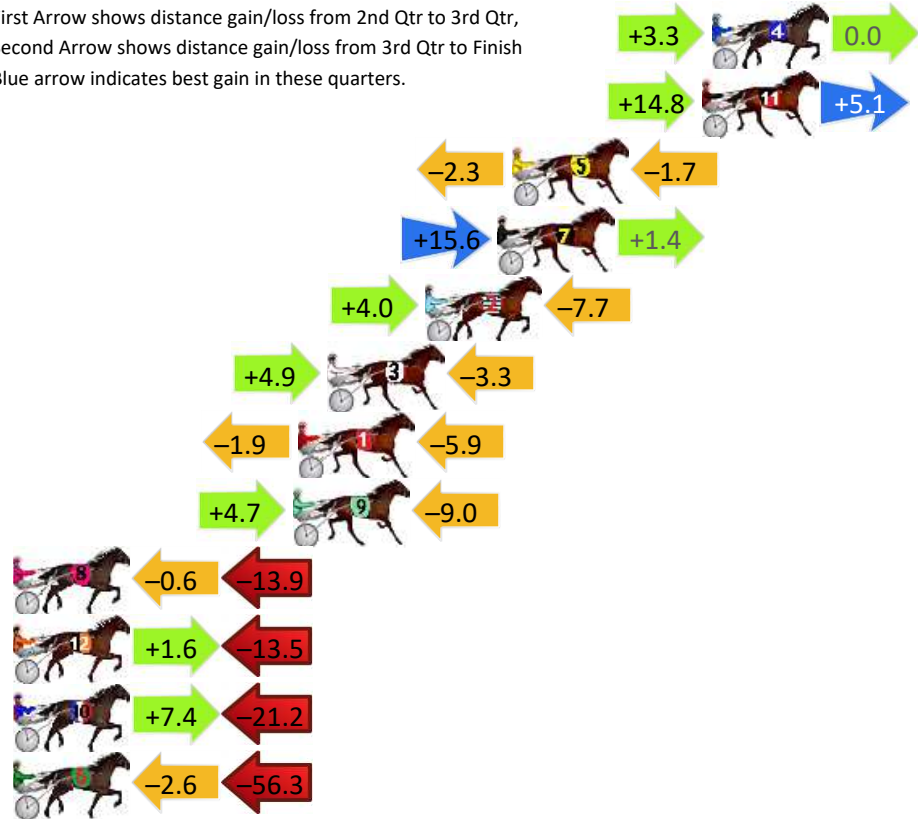 First Arrow shows distance gain/loss from 2nd Qtr to 3rd Qtr,
Second Arrow shows distance gain/loss from 3rd Qtr to Finish
Blue arrow indicates best gain in these quarters.
+3.3 4 0.0
+14.8 11 +5.1
–2.3 5 –1.7
+15.6 7 +1.4
+4.0 2 –7.7
+4.9 3 –3.3
–1.9 1 –5.9
+4.7 9 –9.0
8 –0.6 –13.9
12 +1.6 –13.5
10 +7.4 –21.2
–2.6 –56.3